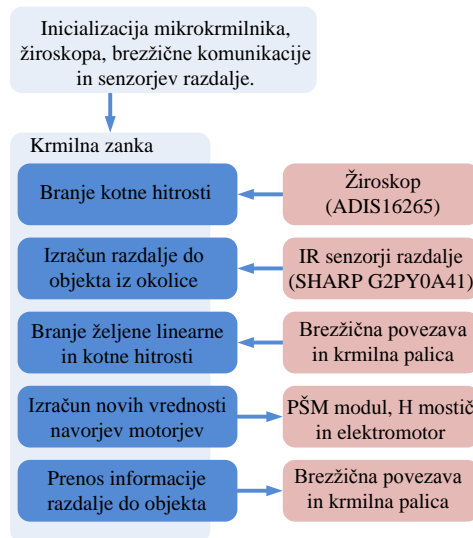 Inicializacija mikrokrmilnika,
žiroskopa, brezžične komunikacije
in senzorjev razdalje.
Krmilna zanka
Branje kotne hitrosti
Žiroskop
(ADIS16265)
Izračun razdalje do
objekta iz okolice
IR senzorji razdalje
(SHARP G2PY0A41)
Branje željene linearne
in kotne hitrosti
Brezžična povezava
in krmilna palica
Izračun novih vrednosti
navorjev motorjev
PŠM modul, H mostič
in elektromotor
Prenos informacije
razdalje do objekta
Brezžična povezava
in krmilna palica